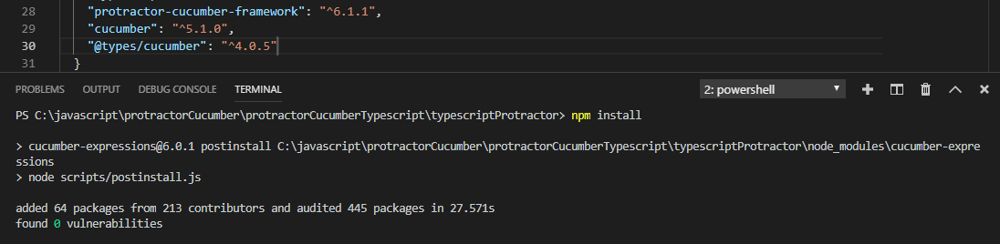 28 "protractor-cucumber-framework": "^6.1.1",
29 "cucumber": "^5.1.0",
30 "@types/cucumber": "^4.0.5"
31 }
PROBLEMS OUTPUT DEBUG CONSOLE TERMINAL 2: powershell
PS C:\javascript\protractorCucumber\protractorCucumberTypescript\typescriptProtractor> npm install
> cucumber-expressions@6.0.1 postinstall C:\javascript\protractorCucumber\protractorCucumberTypescript\typescriptProtractor\node_modules\cucumber-expre
ssions
> node scripts/postinstall.js
added 64 packages from 213 contributors and audited 445 packages in 27.571s
found 0 vulnerabilities